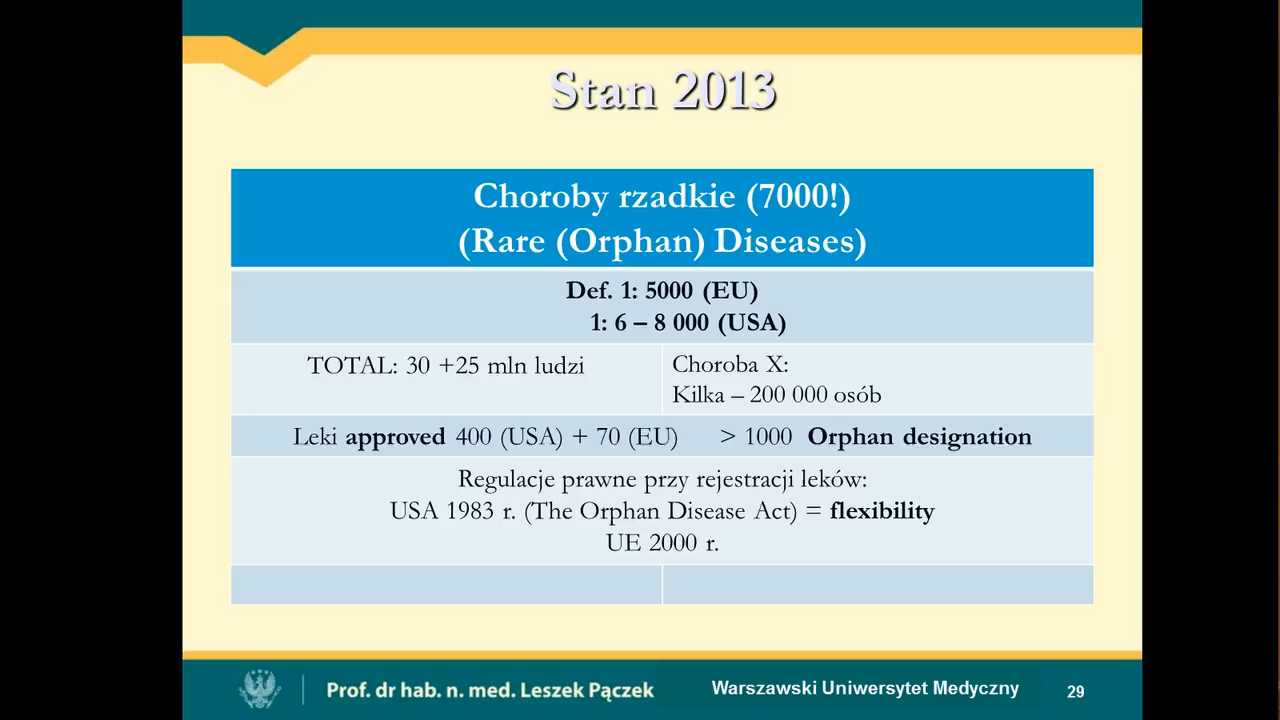 Stan 2013
Choroby rzadkie (7000!)
(Rare (Orphan) Diseases)
Def. 1: 5000 (EU)
1: 6 – 8 000 (USA)
TOTAL: 30 +25 mln ludzi
Choroba X:
Kilka – 200 000 osób
Leki approved 400 (USA) + 70 (EU) > 1000 Orphan designation
Regulacje prawne przy rejestracji leków:
USA 1983 r. (The Orphan Disease Act) = flexibility
UE 2000 r.
Prof. dr hab. n. med. Leszek Pączek
Warszawski Uniwersytet Medyczny
29